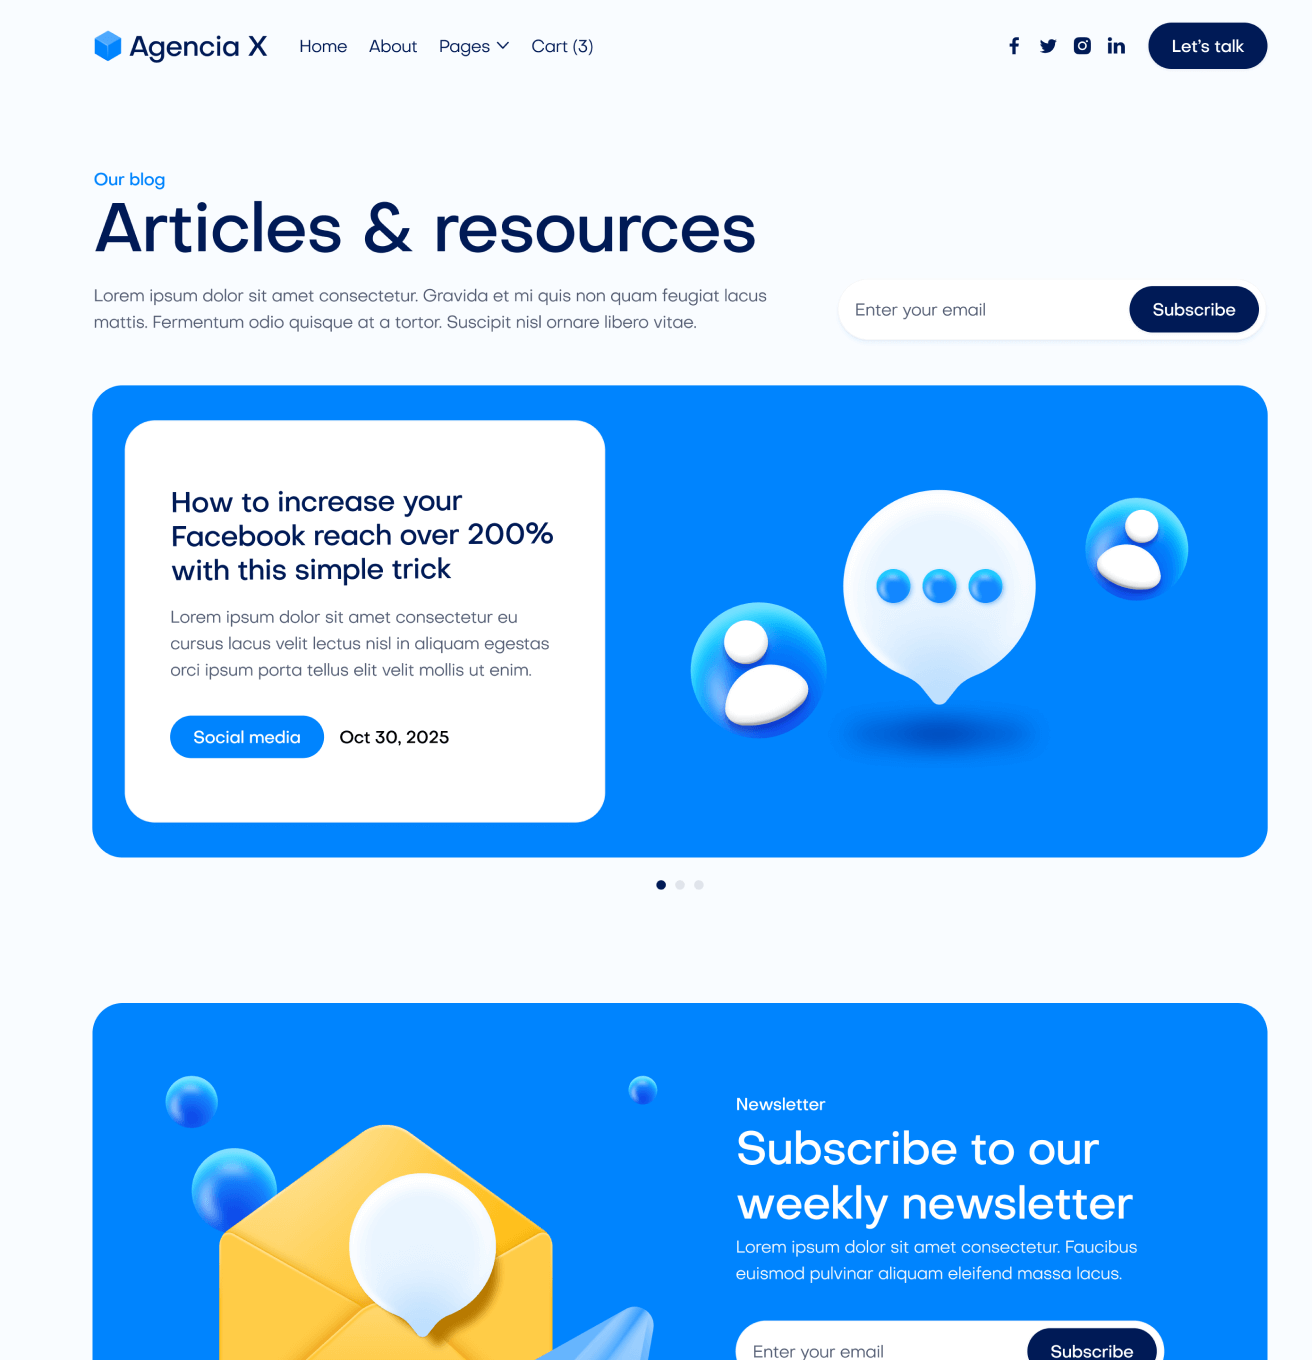 Agencia X
Home
About
Pages
Cart (3)
Let's talk
Our blog
Articles & resources
Lorem ipsum dolor sit amet consectetur. Gravida et mi quis non quam feugiat lacus
mattis. Fermentum odio quisque at a tortor. Suscipit nisl ornare libero vitae.
Enter your email
Subscribe
How to increase your
Facebook reach over 200%
with this simple trick
Lorem ipsum dolor sit amet consectetur eu
cursus lacus velit lectus nisl in aliquam egestas
orci ipsum porta tellus elit velit mollis ut enim.
Social media
Oct 30, 2025
Newsletter
Subscribe to our
weekly newsletter
Lorem ipsum dolor sit amet consectetur. Faucibus
euismod pulvinar aliquam eleifend massa lacus.
Enter your email
Subscribe